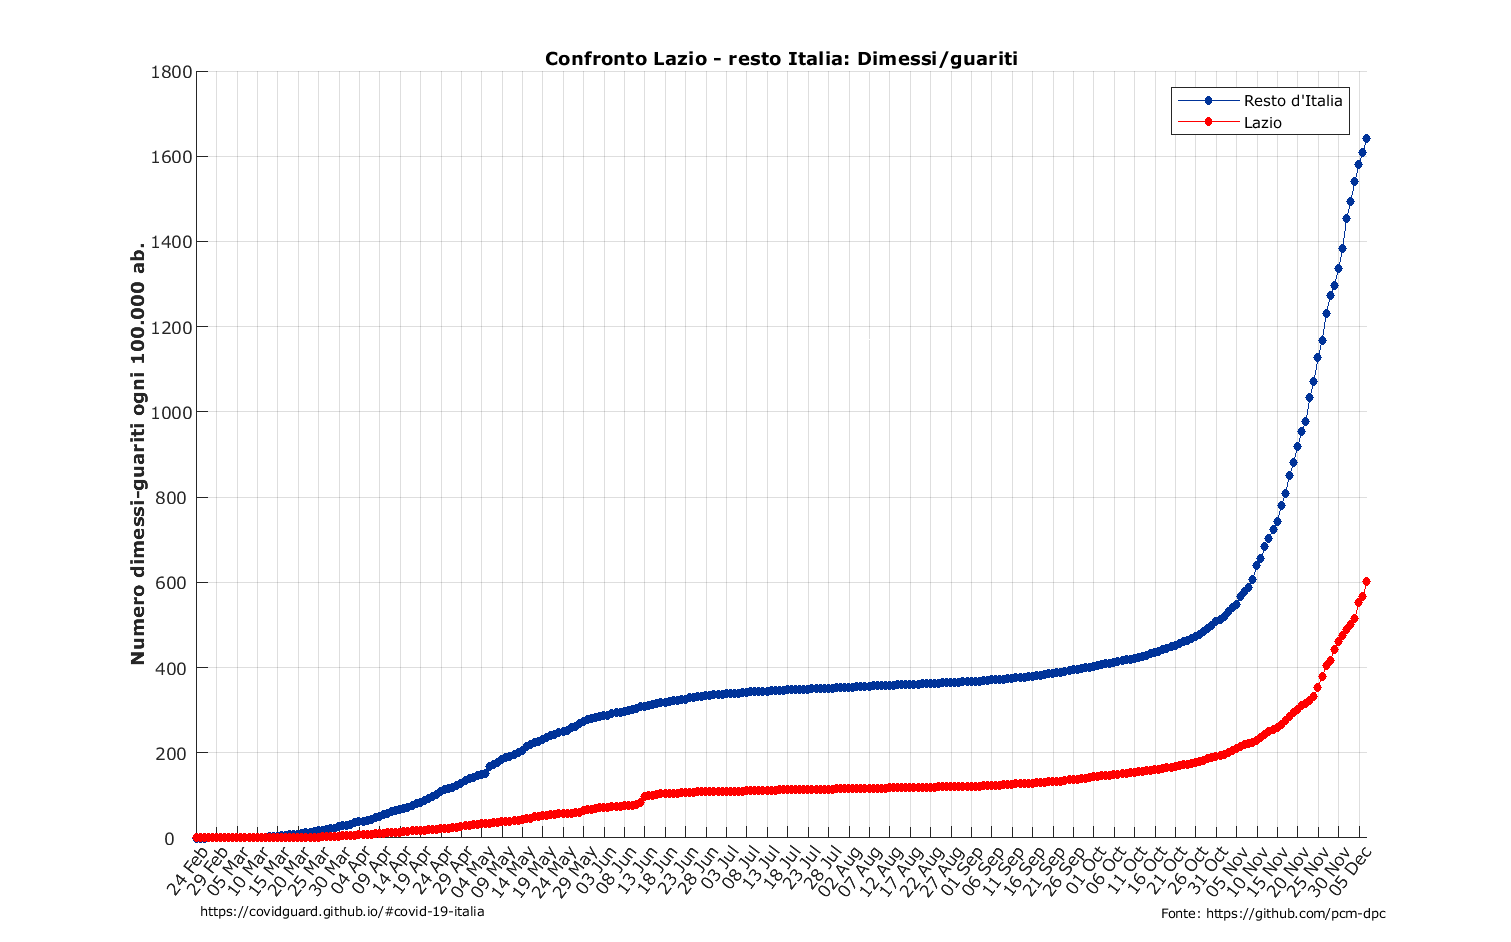 Confronto Lazio - resto Italia: Dimessi/guariti
Resto d'Italia
Lazio
Numero dimessi-guariti ogni 100.000 ab.
1800
1600
1400
1200
1000
800
600
400
200
0
24 Feb
29 Feb
05 Mar
10 Mar
15 Mar
20 Mar
25 Mar
30 Mar
04 Apr
09 Apr
14 Apr
19 Apr
24 Apr
29 Apr
04 May
09 May
14 May
19 May
24 May
29 May
03 Jun
08 Jun
13 Jun
18 Jun
23 Jun
28 Jun
03 Jul
08 Jul
13 Jul
18 Jul
23 Jul
28 Jul
02 Aug
07 Aug
12 Aug
17 Aug
22 Aug
27 Aug
01 Sep
06 Sep
11 Sep
16 Sep
21 Sep
26 Sep
01 Oct
06 Oct
11 Oct
16 Oct
21 Oct
26 Oct
31 Oct
05 Nov
10 Nov
15 Nov
20 Nov
25 Nov
30 Nov
05 Dec
https://covidguard.github.io/#covid-19-italia
Fonte: https://github.com/pcm-dpc